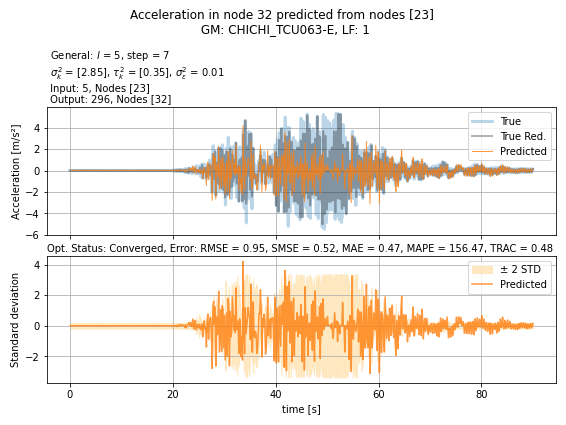 Acceleration in node 32 predicted from nodes [23]
GM: CHICHI_TCU063-E, LF: 1
General: l = 5, step = 7
σ²ₖ = [2.85], τ²ₖ = [0.35], σ²ε = 0.01
Input: 5, Nodes [23]
Output: 296, Nodes [32]
Acceleration [m/s²]
4
2
0
−2
−4
−6
True
True Red.
Predicted
Opt. Status: Converged, Error: RMSE = 0.95, SMSE = 0.52, MAE = 0.47, MAPE = 156.47, TRAC = 0.48
Standard deviation
4
2
0
−2
± 2 STD
Predicted
0 20 40 60 80
time [s]